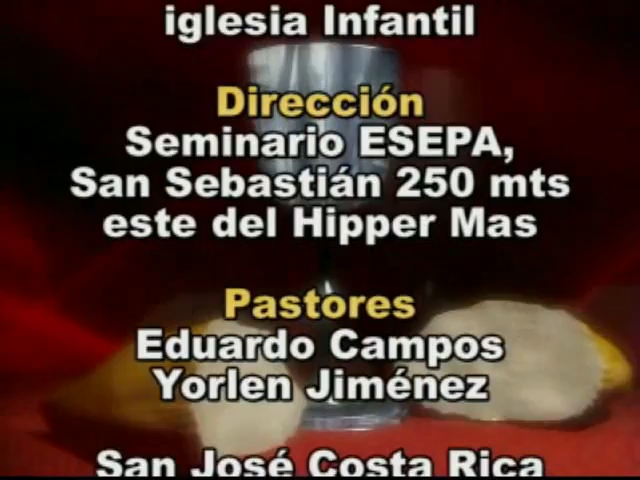 iglesia Infantil
Dirección
Seminario ESEPA,
San Sebastián 250 mts
este del Hipper Mas
Pastores
Eduardo Campos
Yorlen Jiménez
San José Costa Rica